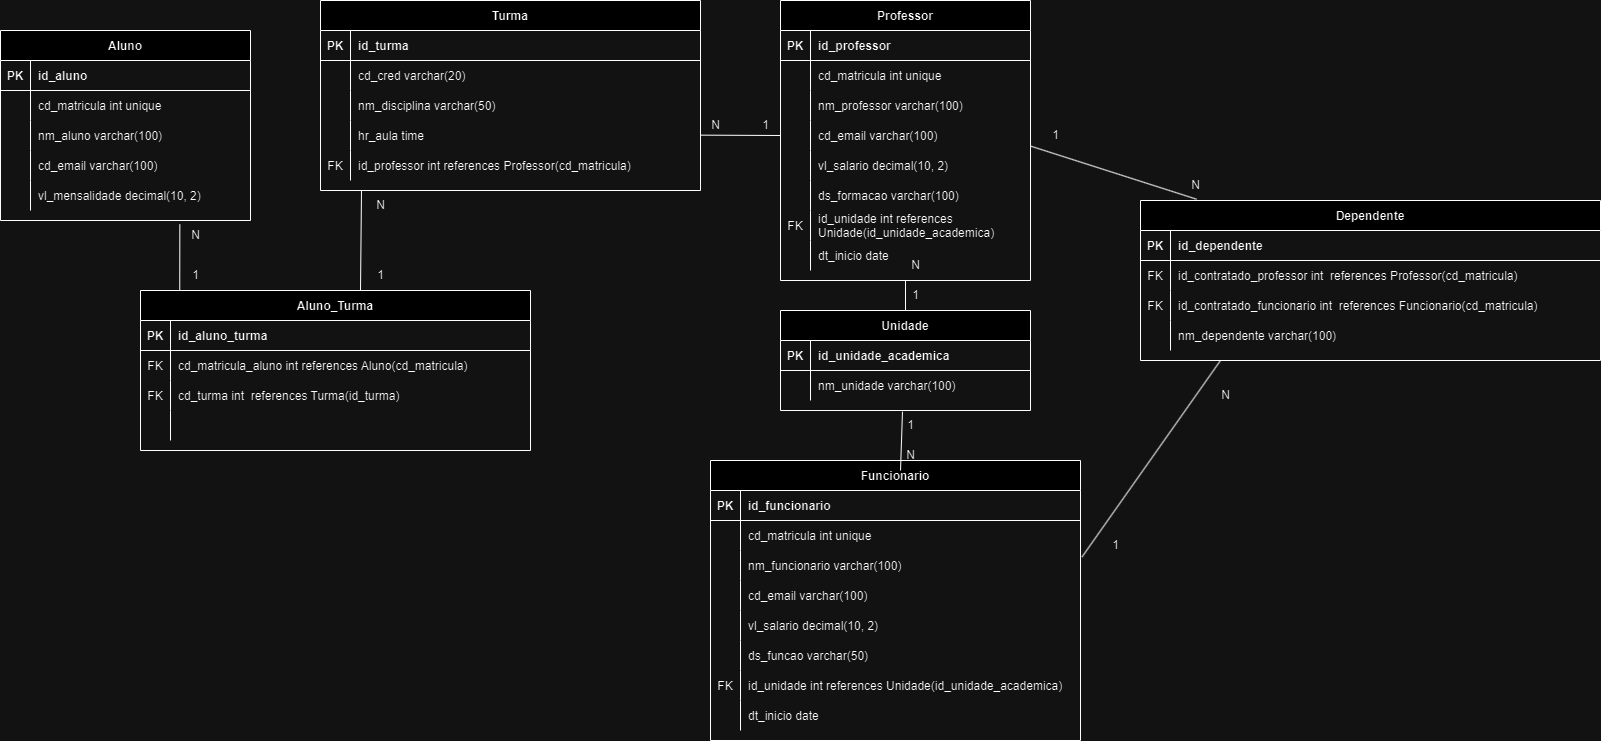 Aluno
PK id_aluno
cd_matricula int unique
nm_aluno varchar(100)
cd_email varchar(100)
vl_mensalidade decimal(10, 2)
N
1
Turma
PK id_turma
cd_cred varchar(20)
nm_disciplina varchar(50)
hr_aula time
FK id_professor int references Professor(cd_matricula)
N
1
N
1
Professor
PK id_professor
cd_matricula int unique
nm_professor varchar(100)
cd_email varchar(100)
vl_salario decimal(10, 2)
ds_formacao varchar(100)
FK id_unidade int references
Unidade(id_unidade_academica)
dt_inicio date
N
1
1
N
Dependente
PK id_dependente
FK id_contratado_professor int  references Professor(cd_matricula)
FK id_contratado_funcionario int  references Funcionario(cd_matricula)
nm_dependente varchar(100)
N
1
Aluno_Turma
PK id_aluno_turma
FK cd_matricula_aluno int references Aluno(cd_matricula)
FK cd_turma int  references Turma(id_turma)
Unidade
PK id_unidade_academica
nm_unidade varchar(100)
1
N
Funcionario
PK id_funcionario
cd_matricula int unique
nm_funcionario varchar(100)
cd_email varchar(100)
vl_salario decimal(10, 2)
ds_funcao varchar(50)
FK id_unidade int references Unidade(id_unidade_academica)
dt_inicio date